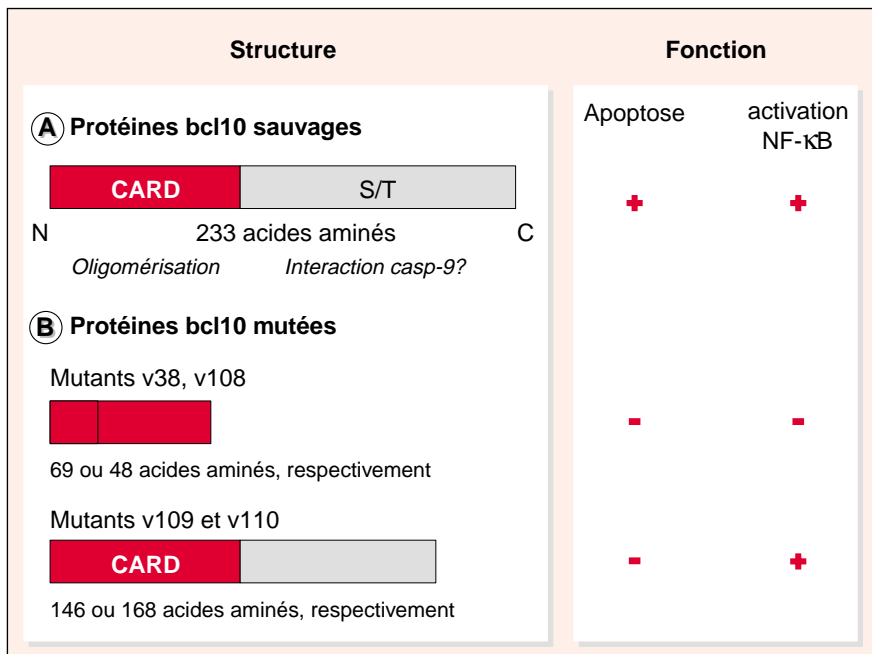 Structure
Fonction
A Protéines bcl10 sauvages
Apoptose
activation
NF-κB
CARD
S/T
+
+
N
233 acides aminés
C
Oligomérisation
Interaction casp-9?
B Protéines bcl10 mutées
Mutants v38, v108
-
-
69 ou 48 acides aminés, respectivement
Mutants v109 et v110
CARD
-
+
146 ou 168 acides aminés, respectivement